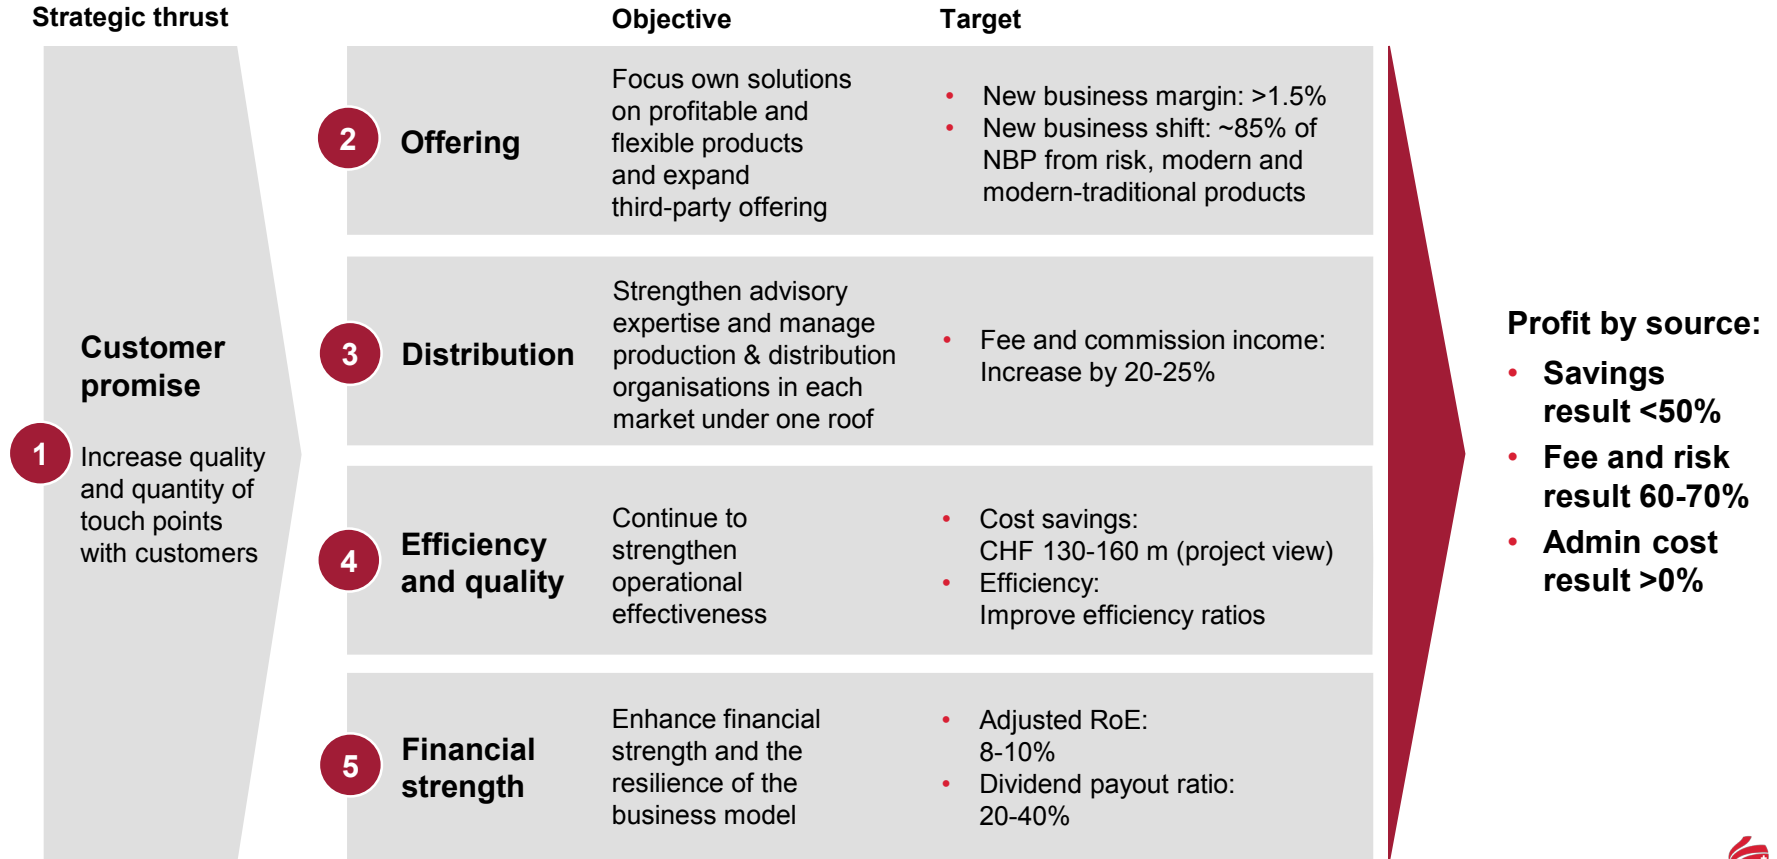 Strategic thrust
Objective
Target
1
Customer
promise
Increase quality
and quantity of
touch points
with customers
2
Offering
Focus own solutions
on profitable and
flexible products
and expand
third-party offering
• New business margin: >1.5%
• New business shift: ~85% of
NBP from risk, modern and
modern-traditional products
3
Distribution
Strengthen advisory
expertise and manage
production & distribution
organisations in each
market under one roof
• Fee and commission income:
Increase by 20-25%
4
Efficiency
and quality
Continue to
strengthen
operational
effectiveness
• Cost savings:
CHF 130-160 m (project view)
• Efficiency:
Improve efficiency ratios
5
Financial
strength
Enhance financial
strength and the
resilience of the
business model
• Adjusted RoE:
8-10%
• Dividend payout ratio:
20-40%
Profit by source:
• Savings
result <50%
• Fee and risk
result 60-70%
• Admin cost
result >0%